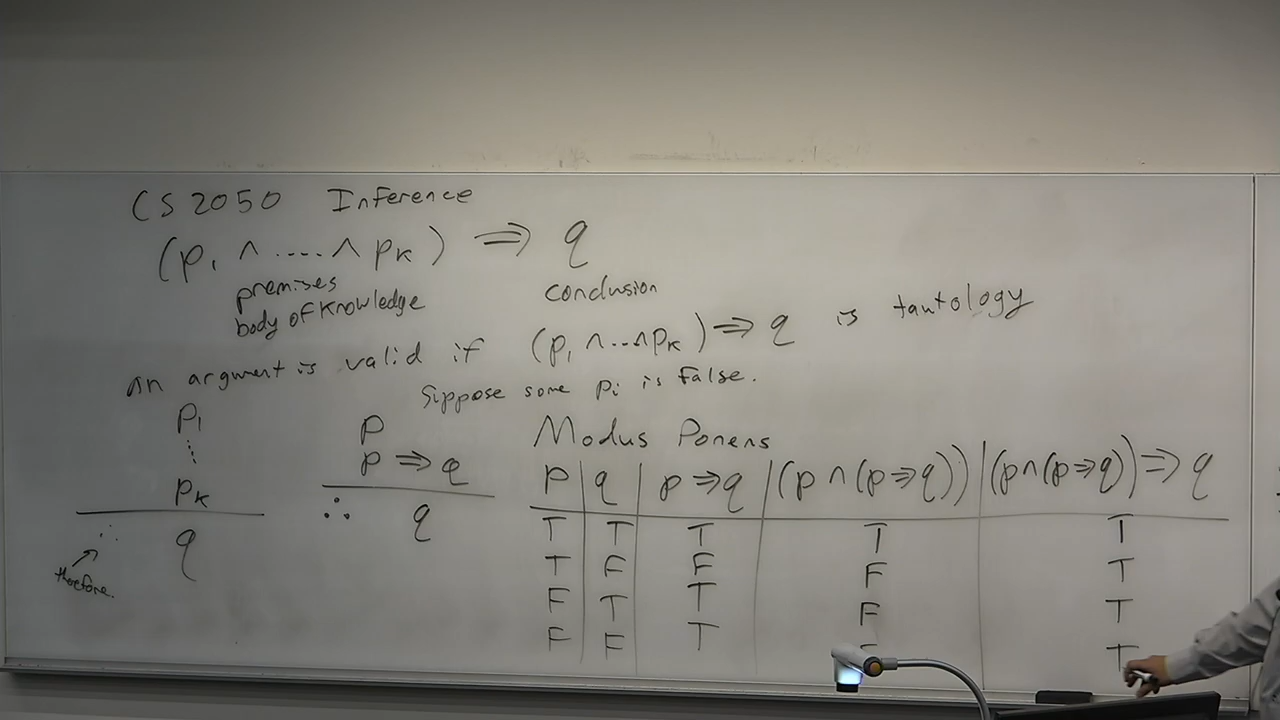 CS 2050 Inference
(p₁ ∧ ..... ∧ pₖ) ⇒ q
premises
body of Knowledge
conclusion
an argument is valid if (p₁ ∧ ... ∧ pₖ) ⇒ q is tautology
Suppose some pᵢ is False.
p₁
⋮
pₖ
∴ q
therefore.
p
p ⇒ q
∴ q
Modus Ponens
p | q | p ⇒ q | (p ∧ (p ⇒ q)) | (p ∧ (p ⇒ q)) ⇒ q
T | T | T | T | T
T | F | F | F | T
F | T | T | F | T
F | F | T | | T